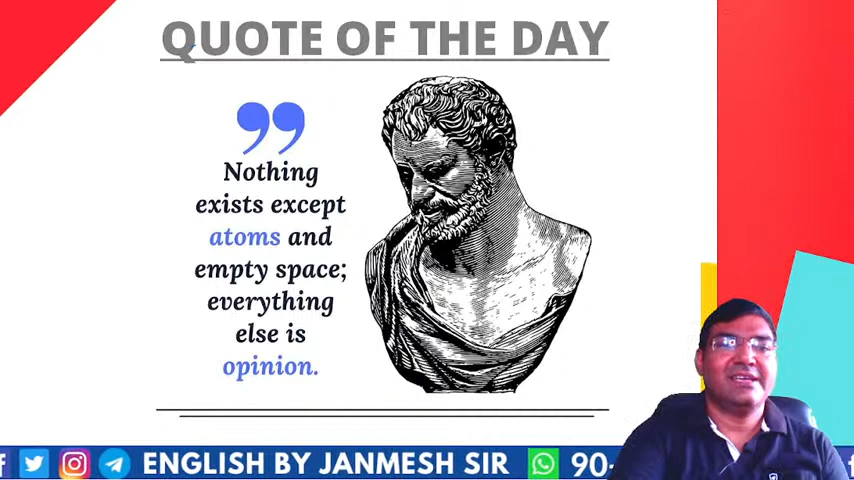 QUOTE OF THE DAY
Nothing
exists except
atoms and
empty space;
everything
else is
opinion.
ENGLISH BY JANMESH SIR 90-